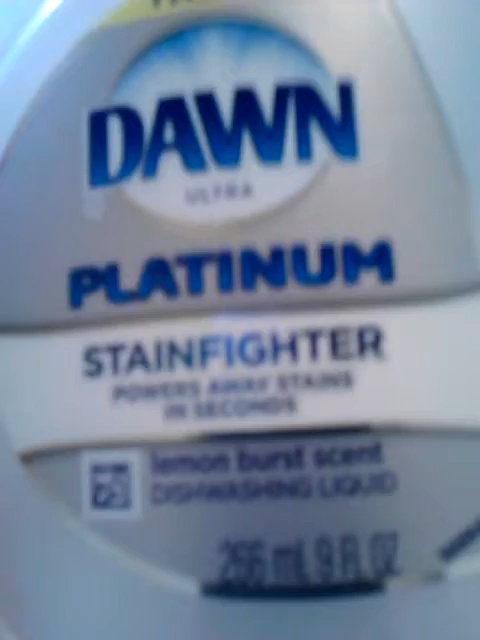 DAWN
ULTRA
PLATINUM
STAINFIGHTER
POWERS AWAY STAINS
IN SECONDS
lemon burst scent
DISHWASHING LIQUID
266 mL 9 FL OZ